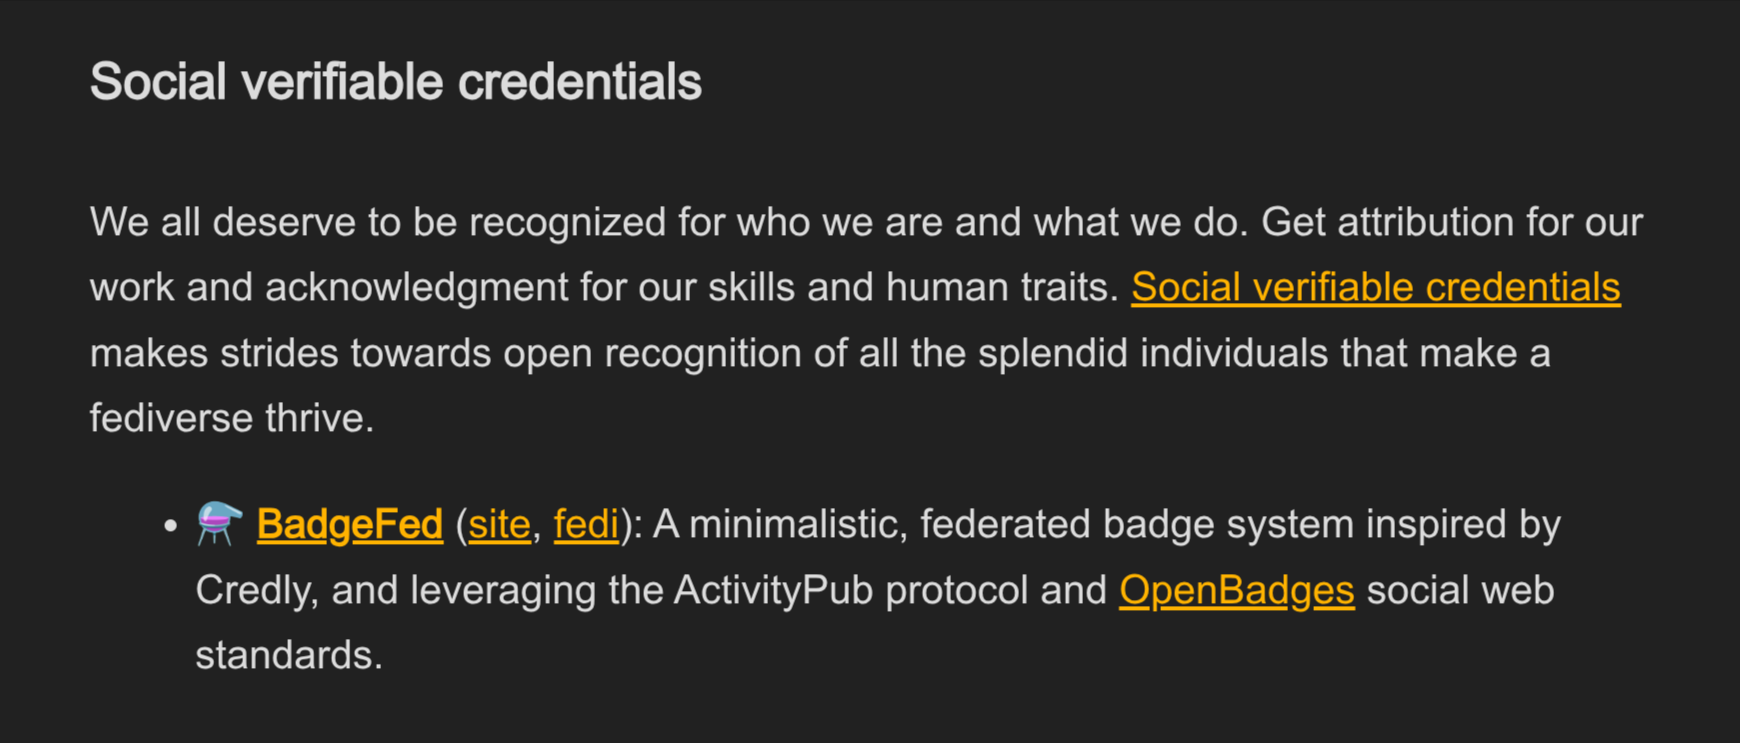 Social verifiable credentials
We all deserve to be recognized for who we are and what we do. Get attribution for our
work and acknowledgment for our skills and human traits. Social verifiable credentials
makes strides towards open recognition of all the splendid individuals that make a
fediverse thrive.
• ⚗️ BadgeFed (site, fedi): A minimalistic, federated badge system inspired by
Credly, and leveraging the ActivityPub protocol and OpenBadges social web
standards.